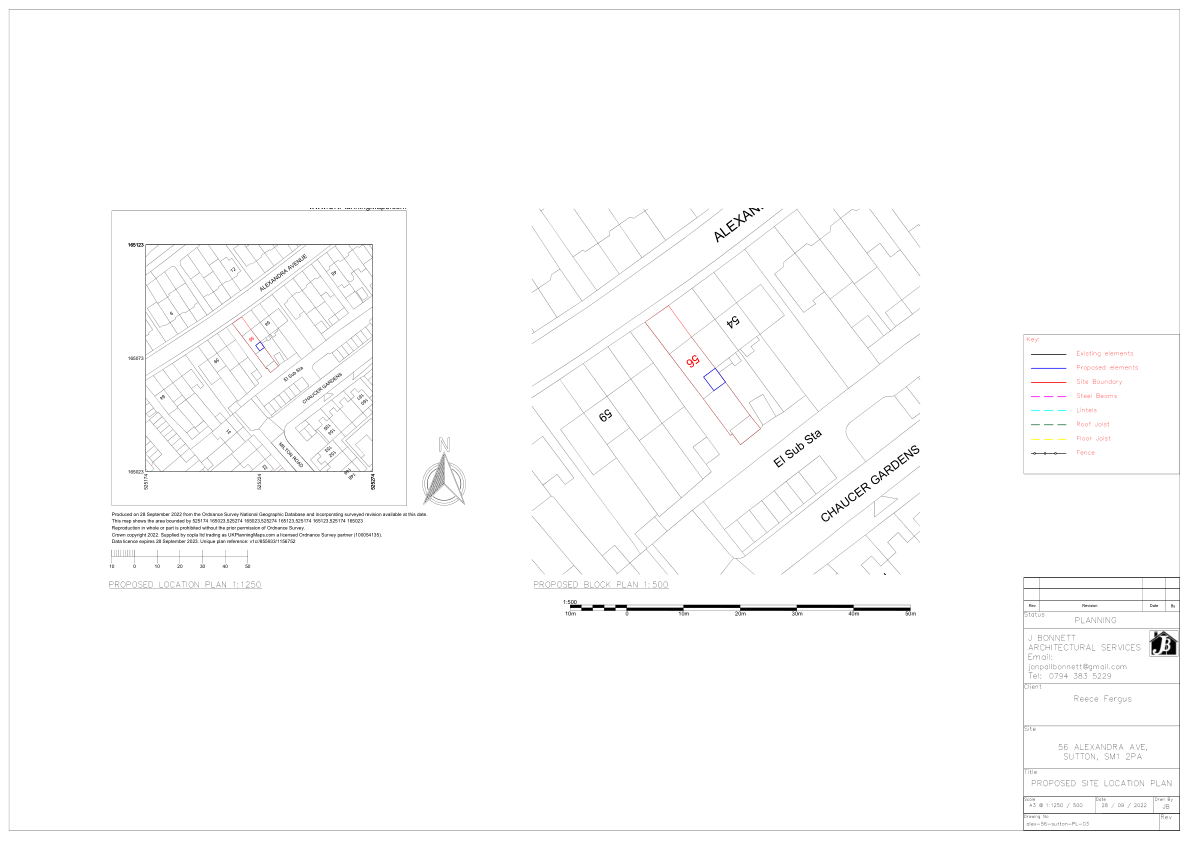 165123
165073
165023
525174
525224
525274
ALEXANDRA AVENUE
El Sub Sta
CHAUCER GARDENS
MILTON ROAD
56
N
Produced on 28 September 2022 from the Ordnance Survey National Geographic Database and incorporating surveyed revision available at this date.
This map shows the area bounded by 525174 165023,525274 165023,525274 165123,525174 165123,525174 165023
Reproduction in whole or part is prohibited without the prior permission of Ordnance Survey.
Crown copyright 2022. Supplied by copla ltd trading as UKPlanningMaps.com a licensed Ordnance Survey partner (100054135).
Data licence expires 28 September 2023. Unique plan reference: v1c//855933/1156752
10 0 10 20 30 40 50
PROPOSED LOCATION PLAN 1:1250
54
56
59
El Sub Sta
CHAUCER GARDENS
PROPOSED BLOCK PLAN 1:500
1:500
10m 0 10m 20m 30m 40m 50m
Key:
Existing elements
Proposed elements
Site Boundary
Steel Beams
Lintels
Roof Joist
Floor Joist
Fence
Rev Revision Date By
Status
PLANNING
J BONNETT
ARCHITECTURAL SERVICES
Email:
jonpallbonnett@gmail.com
Tel: 0794 383 5229
JB
Client
Reece Fergus
Site
56 ALEXANDRA AVE,
SUTTON, SM1 2PA
Title
PROPOSED SITE LOCATION PLAN
Scale Date Drwn By
A3 @ 1:1250 / 500 28 / 09 / 2022 JB
Drawing No Rev
alex-56-sutton-PL-03